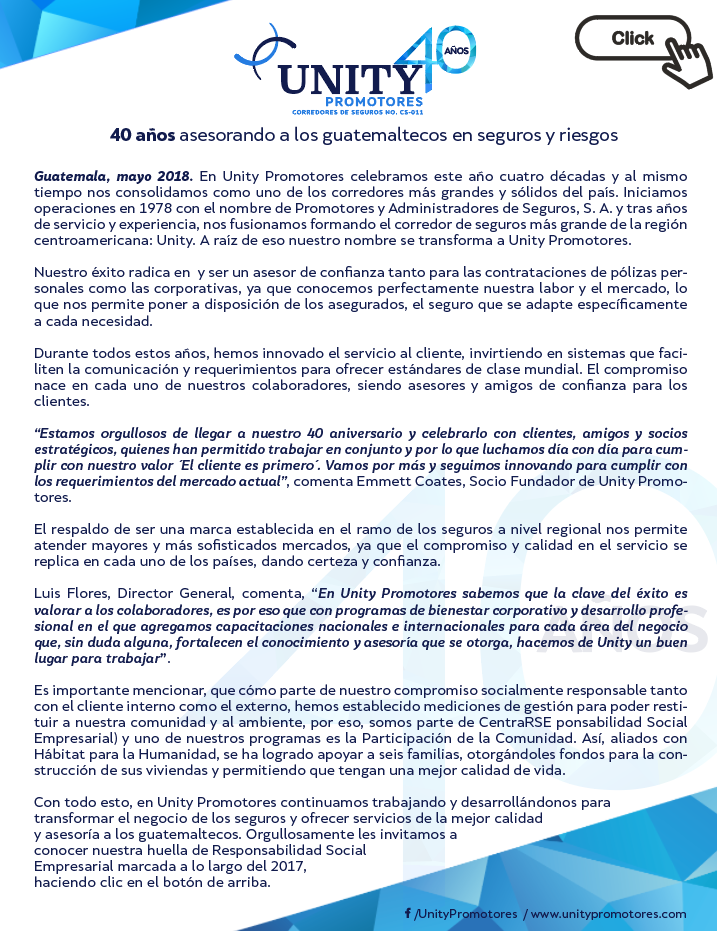 Click
40 AÑOS
UNITY
PROMOTORES
CORREDORES DE SEGUROS NO. CS-011
40 años asesorando a los guatemaltecos en seguros y riesgos
Guatemala, mayo 2018. En Unity Promotores celebramos este año cuatro décadas y al mismo
tiempo nos consolidamos como uno de los corredores más grandes y sólidos del país. Iniciamos
operaciones en 1978 con el nombre de Promotores y Administradores de Seguros, S. A. y tras años
de servicio y experiencia, nos fusionamos formando el corredor de seguros más grande de la región
centroamericana: Unity. A raíz de eso nuestro nombre se transforma a Unity Promotores.
Nuestro éxito radica en y ser un asesor de confianza tanto para las contrataciones de pólizas per-
sonales como las corporativas, ya que conocemos perfectamente nuestra labor y el mercado, lo
que nos permite poner a disposición de los asegurados, el seguro que se adapte específicamente
a cada necesidad.
Durante todos estos años, hemos innovado el servicio al cliente, invirtiendo en sistemas que faci-
liten la comunicación y requerimientos para ofrecer estándares de clase mundial. El compromiso
nace en cada uno de nuestros colaboradores, siendo asesores y amigos de confianza para los
clientes.
“Estamos orgullosos de llegar a nuestro 40 aniversario y celebrarlo con clientes, amigos y socios
estratégicos, quienes han permitido trabajar en conjunto y por lo que luchamos día con día para cum-
plir con nuestro valor ´El cliente es primero´. Vamos por más y seguimos innovando para cumplir con
los requerimientos del mercado actual”, comenta Emmett Coates, Socio Fundador de Unity Promo-
tores.
El respaldo de ser una marca establecida en el ramo de los seguros a nivel regional nos permite
atender mayores y más sofisticados mercados, ya que el compromiso y calidad en el servicio se
replica en cada uno de los países, dando certeza y confianza.
Luis Flores, Director General, comenta, “En Unity Promotores sabemos que la clave del éxito es
valorar a los colaboradores, es por eso que con programas de bienestar corporativo y desarrollo profe-
sional en el que agregamos capacitaciones nacionales e internacionales para cada área del negocio
que, sin duda alguna, fortalecen el conocimiento y asesoría que se otorga, hacemos de Unity un buen
lugar para trabajar”.
Es importante mencionar, que cómo parte de nuestro compromiso socialmente responsable tanto
con el cliente interno como el externo, hemos establecido mediciones de gestión para poder resti-
tuir a nuestra comunidad y al ambiente, por eso, somos parte de CentraRSE ponsabilidad Social
Empresarial) y uno de nuestros programas es la Participación de la Comunidad. Así, aliados con
Hábitat para la Humanidad, se ha logrado apoyar a seis familias, otorgándoles fondos para la con-
strucción de sus viviendas y permitiendo que tengan una mejor calidad de vida.
Con todo esto, en Unity Promotores continuamos trabajando y desarrollándonos para
transformar el negocio de los seguros y ofrecer servicios de la mejor calidad
y asesoría a los guatemaltecos. Orgullosamente les invitamos a
conocer nuestra huella de Responsabilidad Social
Empresarial marcada a lo largo del 2017,
haciendo clic en el botón de arriba.
40 AÑOS
f /UnityPromotores / www.unitypromotores.com